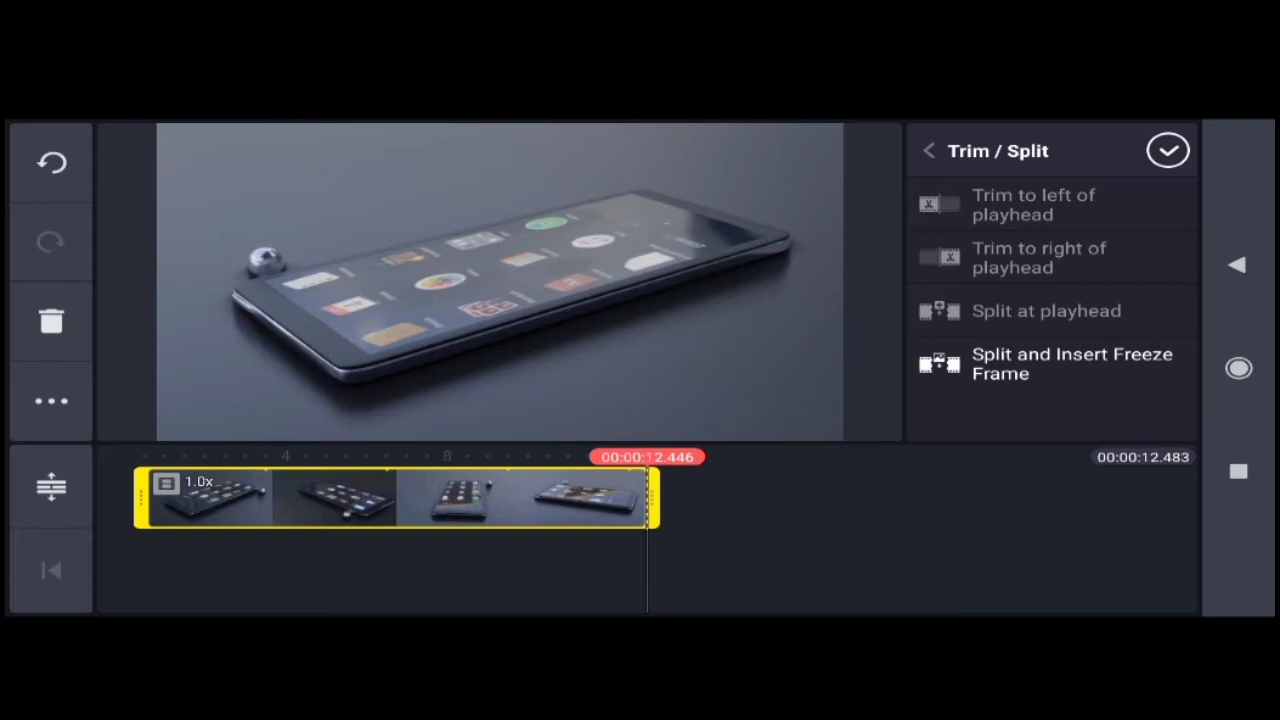 Trim / Split
Trim to left of
playhead
Trim to right of
playhead
Split at playhead
Split and Insert Freeze
Frame
4
8
00:00:12.446
00:00:12.483
1.0x